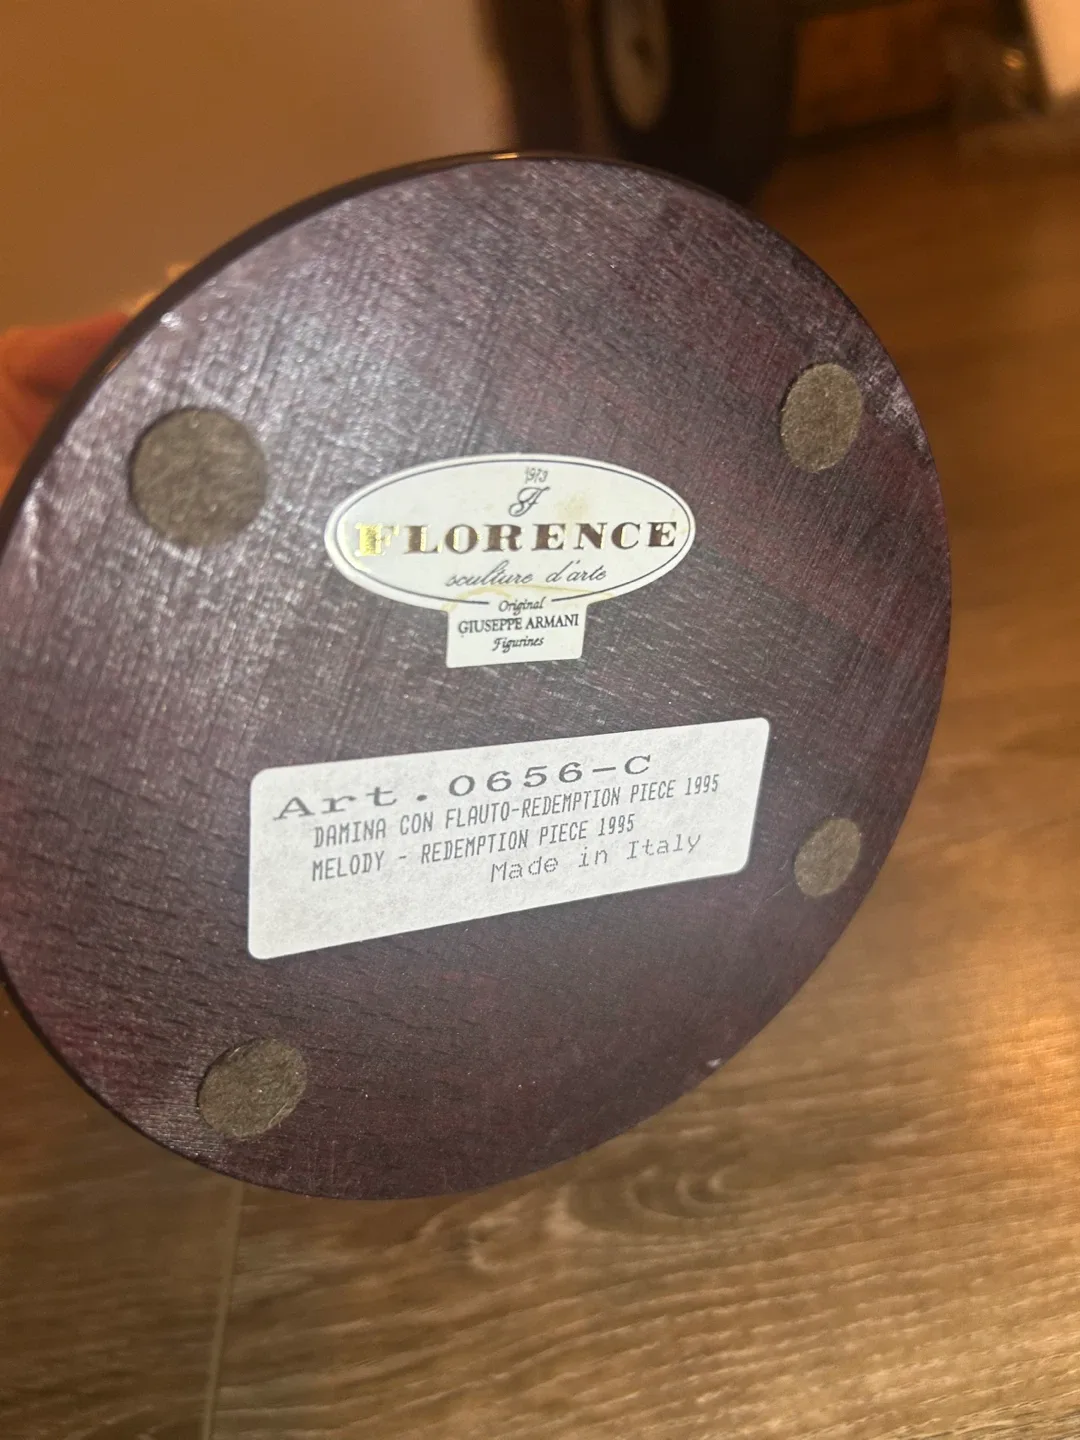 1973
F
FLORENCE
sculture d'arte
Original
GIUSEPPE ARMANI
Figurines
Art.0656-C
DAMINA CON FLAUTO-REDEMPTION PIECE 1995
MELODY - REDEMPTION PIECE 1995
Made in Italy